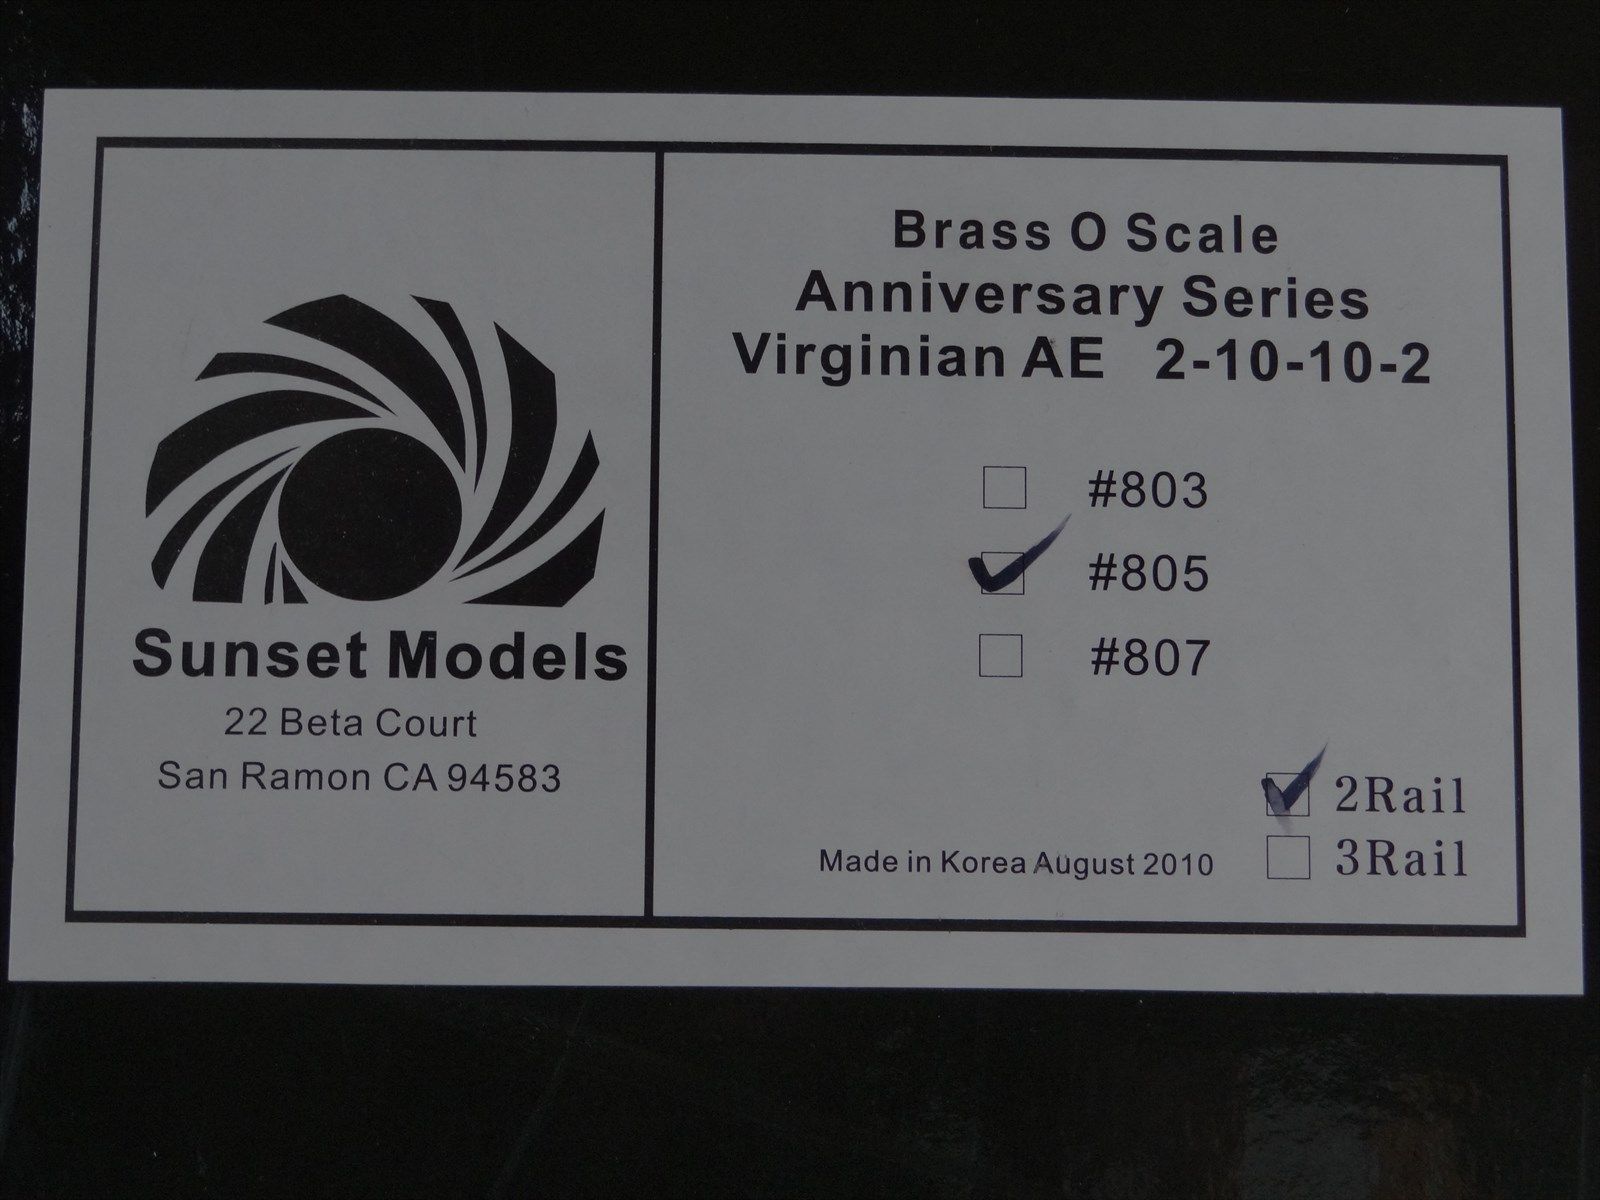 Sunset Models
22 Beta Court
San Ramon CA 94583
Brass O Scale
Anniversary Series
Virginian AE 2-10-10-2
#803
#805
#807
2Rail
3Rail
Made in Korea August 2010